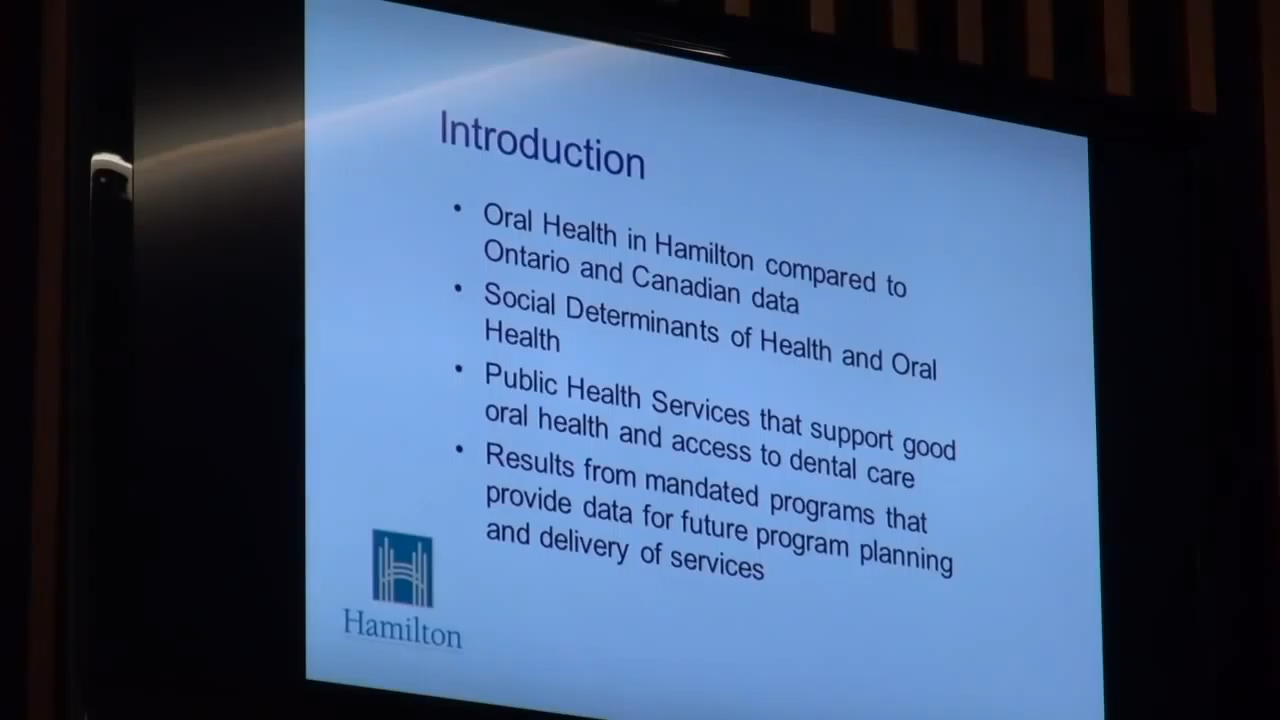 Introduction
• Oral Health in Hamilton compared to
Ontario and Canadian data
• Social Determinants of Health and Oral
Health
• Public Health Services that support good
oral health and access to dental care
• Results from mandated programs that
provide data for future program planning
and delivery of services
Hamilton